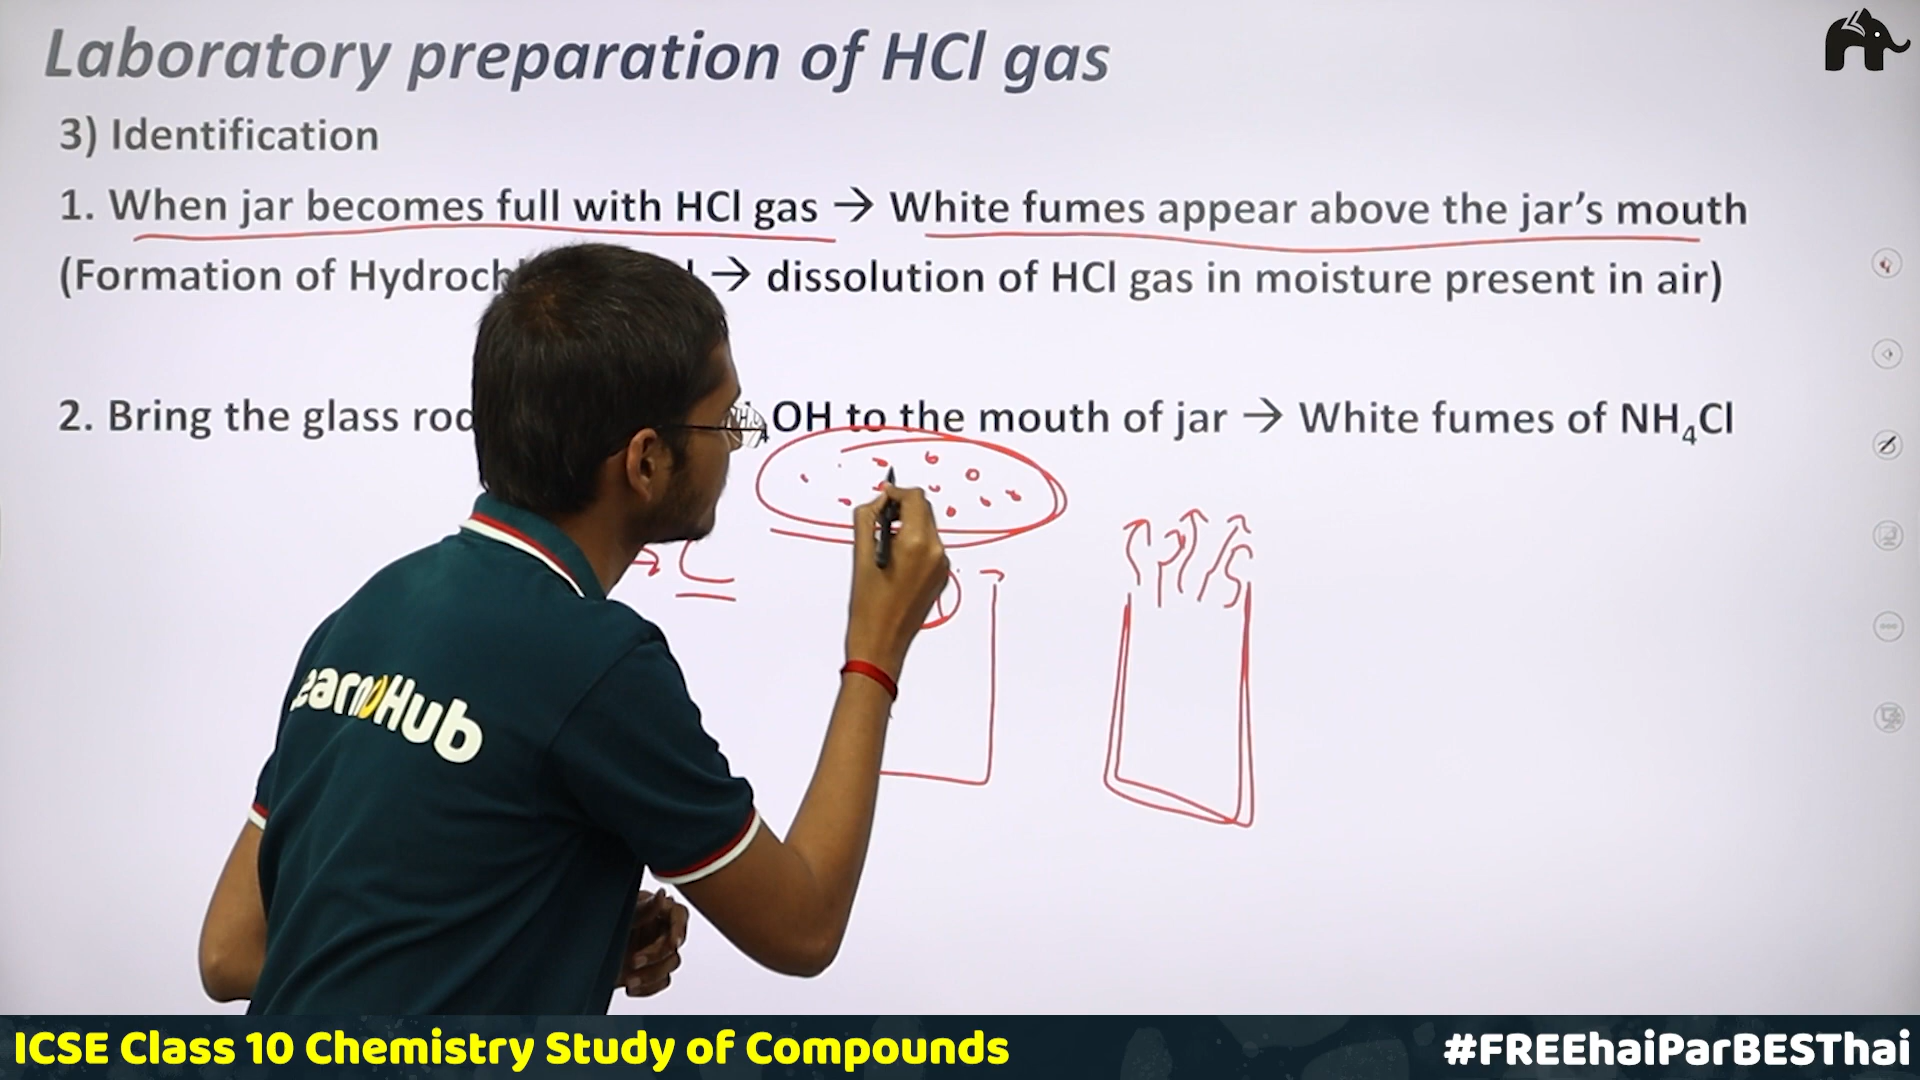 Laboratory preparation of HCl gas
3) Identification
1. When jar becomes full with HCl gas → White fumes appear above the jar's mouth
(Formation of → dissolution of HCl gas in moisture present in air)
2. Bring the glass OH to the mouth of jar → White fumes of NH₄Cl
earnoHub
ICSE Class 10 Chemistry Study of Compounds
#FREEhaiParBESThai